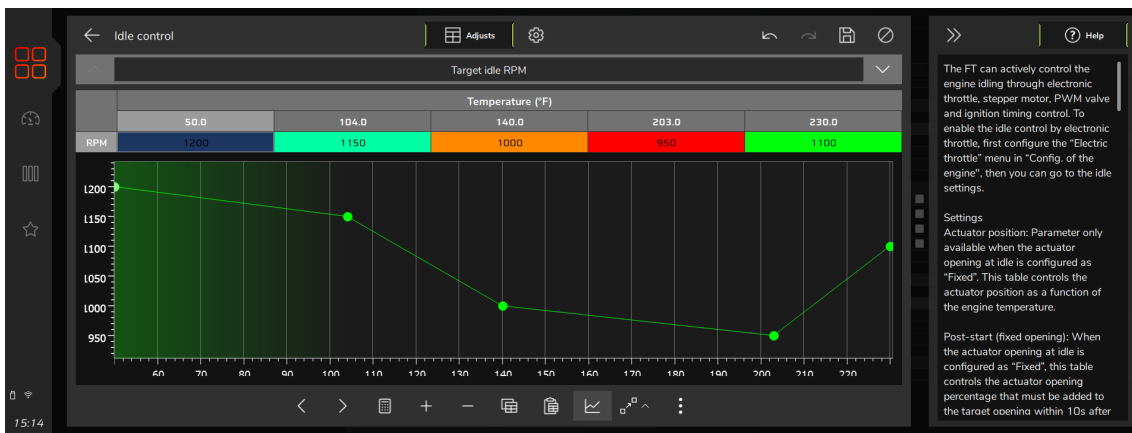 Idle control
Adjusts
Help
Target idle RPM
Temperature (°F)
50.0 104.0 140.0 203.0 230.0
RPM 1200 1150 1000 950 1100
1200
1150
1100
1050
1000
950
60 70 80 90 100 110 120 130 140 150 160 170 180 190 200 210 220
15:14
The FT can actively control the
engine idling through electronic
throttle, stepper motor, PWM valve
and ignition timing control. To
enable the idle control by electronic
throttle, first configure the “Electric
throttle” menu in “Config. of the
engine", then you can go to the idle
settings.
Settings
Actuator position: Parameter only
available when the actuator
opening at idle is configured as
“Fixed”. This table controls the
actuator position as a function of
the engine temperature.
Post-start (fixed opening): When
the actuator opening at idle is
configured as “Fixed”, this table
controls the actuator opening
percentage that must be added to
the target opening within 10s after